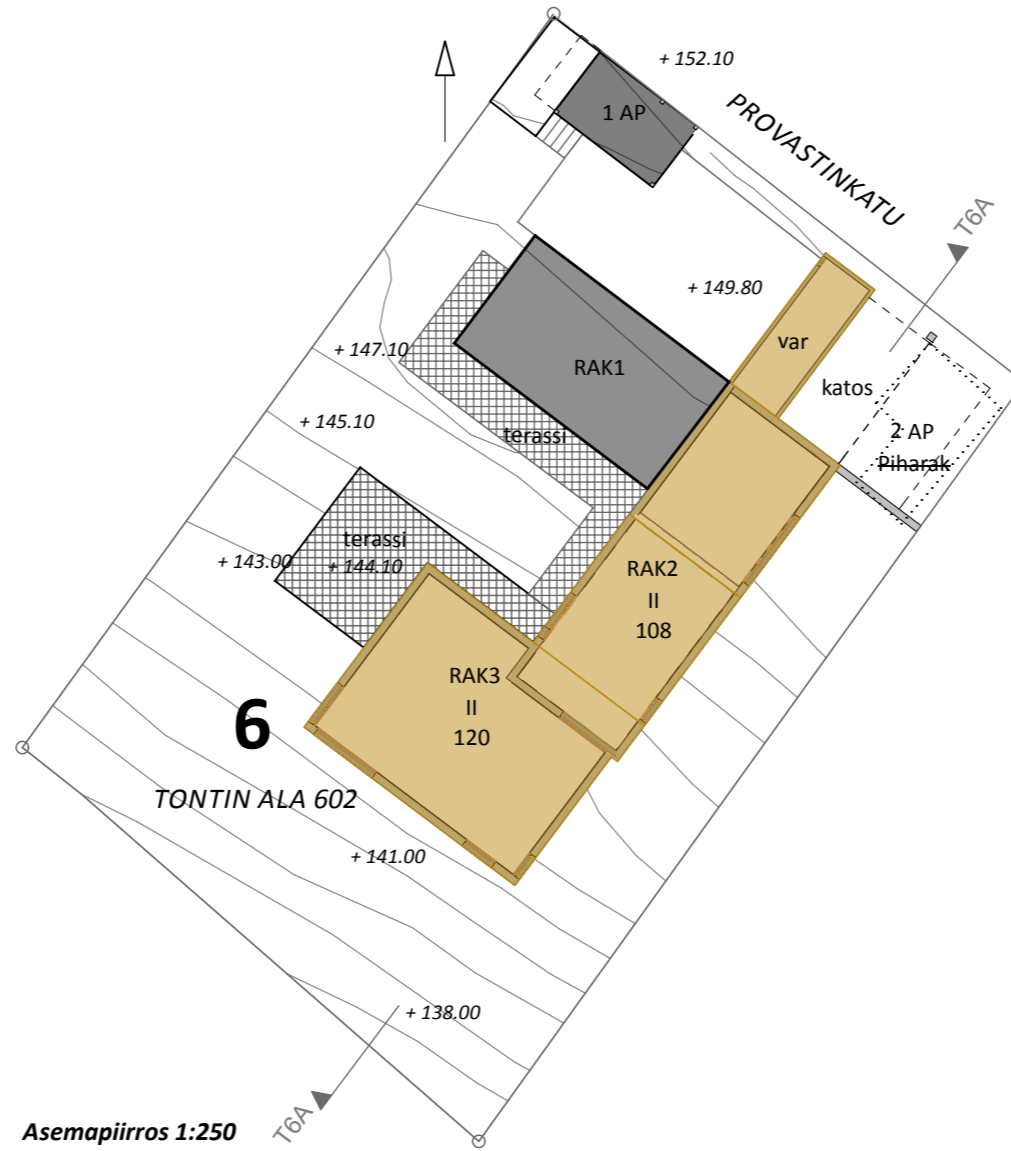 + 152.10
1 AP
PROVASTINKATU
T6A
+ 149.80
var
+ 147.10
RAK1
katos
+ 145.10
terassi
2 AP
Piharak
terassi
+ 143.00
+ 144.10
RAK2
II
108
RAK3
II
120
6
TONTIN ALA 602
+ 141.00
+ 138.00
T6A
Asemapiirros 1:250